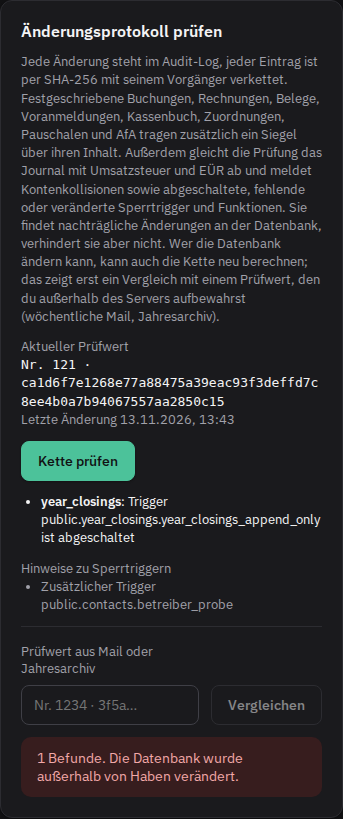 Änderungsprotokoll prüfen
Jede Änderung steht im Audit-Log, jeder Eintrag ist
per SHA-256 mit seinem Vorgänger verkettet.
Festgeschriebene Buchungen, Rechnungen, Belege,
Voranmeldungen, Kassenbuch, Zuordnungen,
Pauschalen und AfA tragen zusätzlich ein Siegel
über ihren Inhalt. Außerdem gleicht die Prüfung das
Journal mit Umsatzsteuer und EÜR ab und meldet
Kontenkollisionen sowie abgeschaltete, fehlende
oder veränderte Sperrtrigger und Funktionen. Sie
findet nachträgliche Änderungen an der Datenbank,
verhindert sie aber nicht. Wer die Datenbank
ändern kann, kann auch die Kette neu berechnen;
das zeigt erst ein Vergleich mit einem Prüfwert, den
du außerhalb des Servers aufbewahrst
(wöchentliche Mail, Jahresarchiv).
Aktueller Prüfwert
Nr. 121 ·
ca1d6f7e1268e77a88475a39eac93f3deffd7c
8ee4b0a7b94067557aa2850c15
Letzte Änderung 13.11.2026, 13:43
Kette prüfen
• year_closings: Trigger
public.year_closings.year_closings_append_only
ist abgeschaltet
Hinweise zu Sperrtriggern
• Zusätzlicher Trigger
public.contacts.betreiber_probe
Prüfwert aus Mail oder
Jahresarchiv
Nr. 1234 · 3f5a…
Vergleichen
1 Befunde. Die Datenbank wurde
außerhalb von Haben verändert.